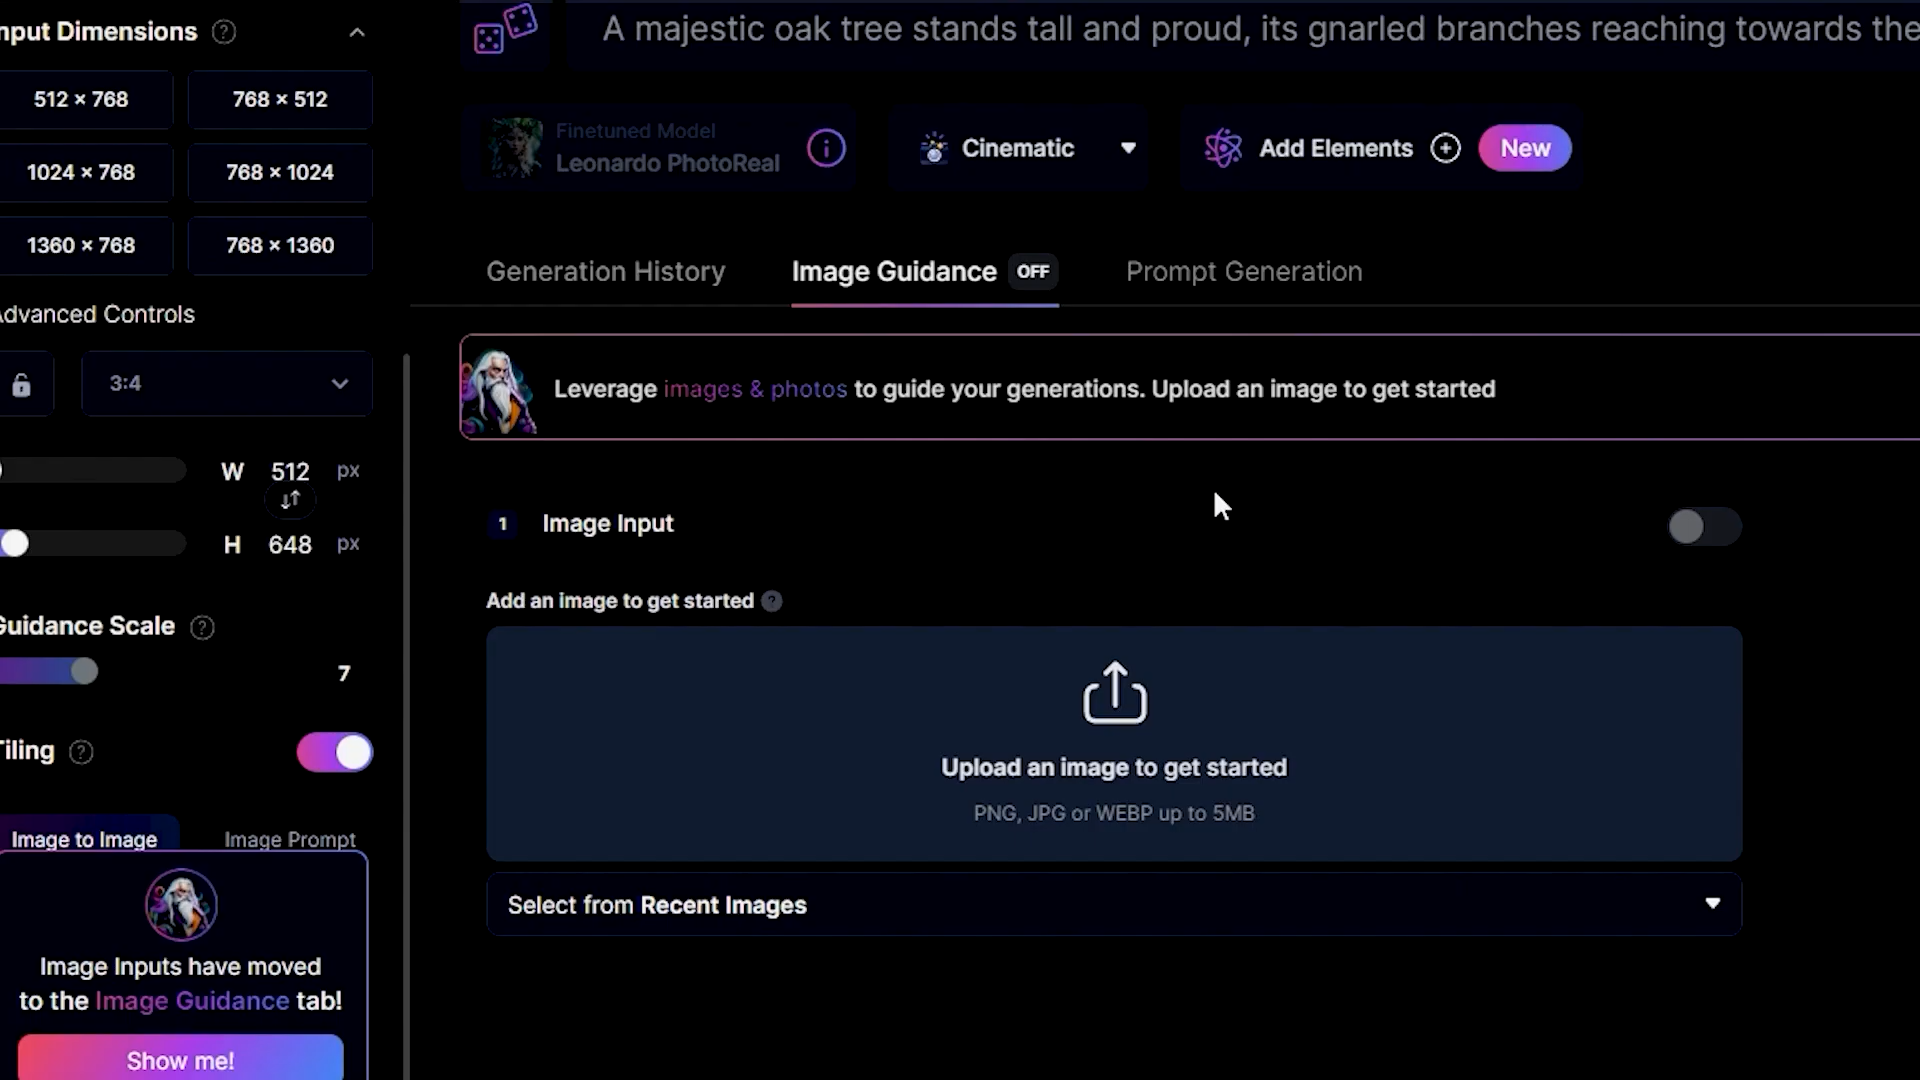 nput Dimensions ?
512 × 768
768 × 512
1024 × 768
768 × 1024
1360 × 768
768 × 1360
Advanced Controls
3:4
W 512 px
H 648 px
Guidance Scale ?
7
Tiling ?
Image to Image
Image Prompt
Image Inputs have moved
to the Image Guidance tab!
Show me!
A majestic oak tree stands tall and proud, its gnarled branches reaching towards the
Finetuned Model
Leonardo PhotoReal
i
Cinematic
Add Elements +
New
Generation History
Image Guidance OFF
Prompt Generation
Leverage images & photos to guide your generations. Upload an image to get started
1 Image Input
Add an image to get started ?
Upload an image to get started
PNG, JPG or WEBP up to 5MB
Select from Recent Images